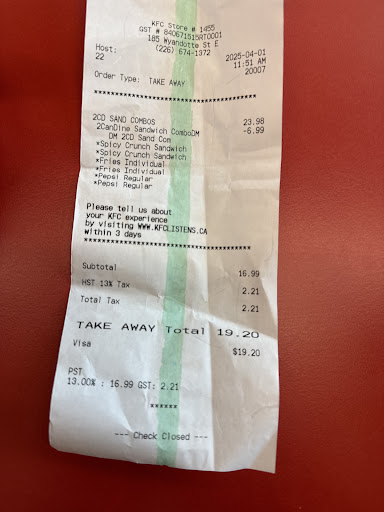 KFC Store # 1455
GST # 840671515RT0001
185 Wyandotte St E
(226) 674-1372
Host: 2025-04-01
22 11:51 AM
20007
Order Type: TAKE AWAY
****************************************
2CD SAND COMBOS 23.98
2CanDine Sandwich ComboDM -6.99
DM 2CD Sand Com
*Spicy Crunch Sandwich
*Spicy Crunch Sandwich
*Fries Individual
*Fries Individual
*Pepsi Regular
*Pepsi Regular
Please tell us about
your KFC experience
by visiting WWW.KFCLISTENS.CA
within 3 days
****************************************
Subtotal 16.99
HST 13% Tax 2.21
Total Tax 2.21
TAKE AWAY Total 19.20
Visa $19.20
PST
13.00% : 16.99 GST: 2.21
******
--- Check Closed ---